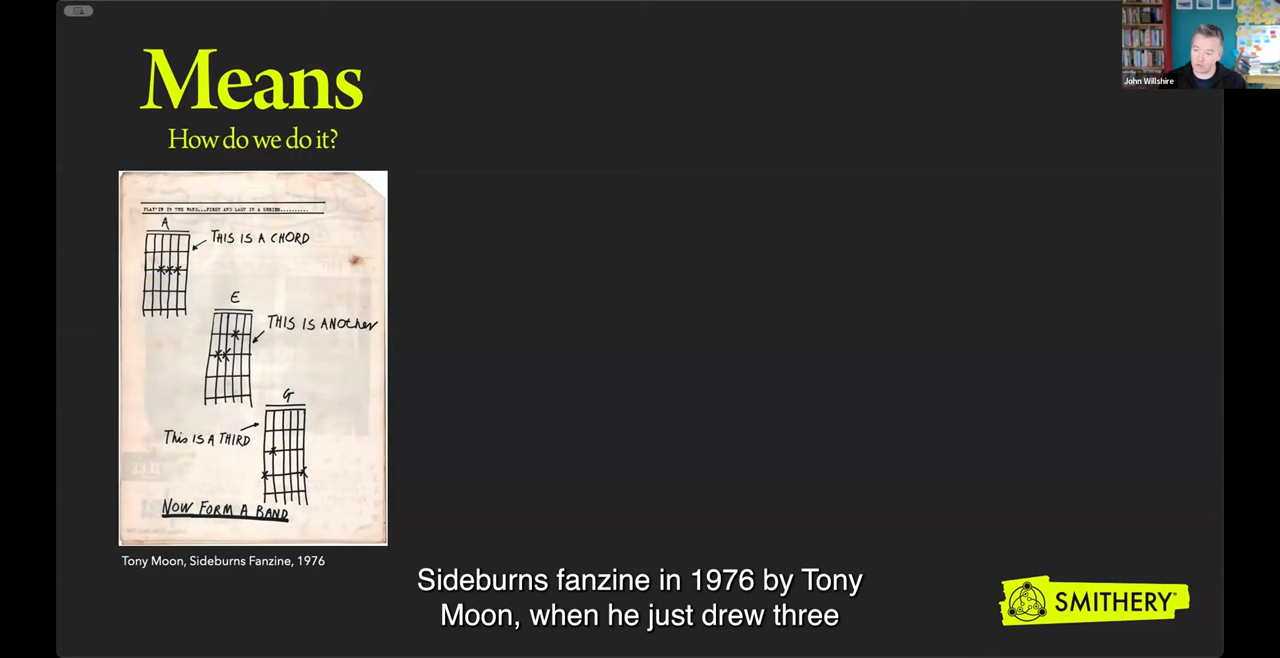 Means
How do we do it?
PLAY'IN IN THE BAND...FIRST AND LAST IN A SERIES..........
A
THIS IS A CHORD
E
THIS IS ANOther
G
ThIS IS A THIRD
NOW FORM A BAND
Tony Moon, Sideburns Fanzine, 1976
Sideburns fanzine in 1976 by Tony
Moon, when he just drew three
SMITHERY
John Willshire